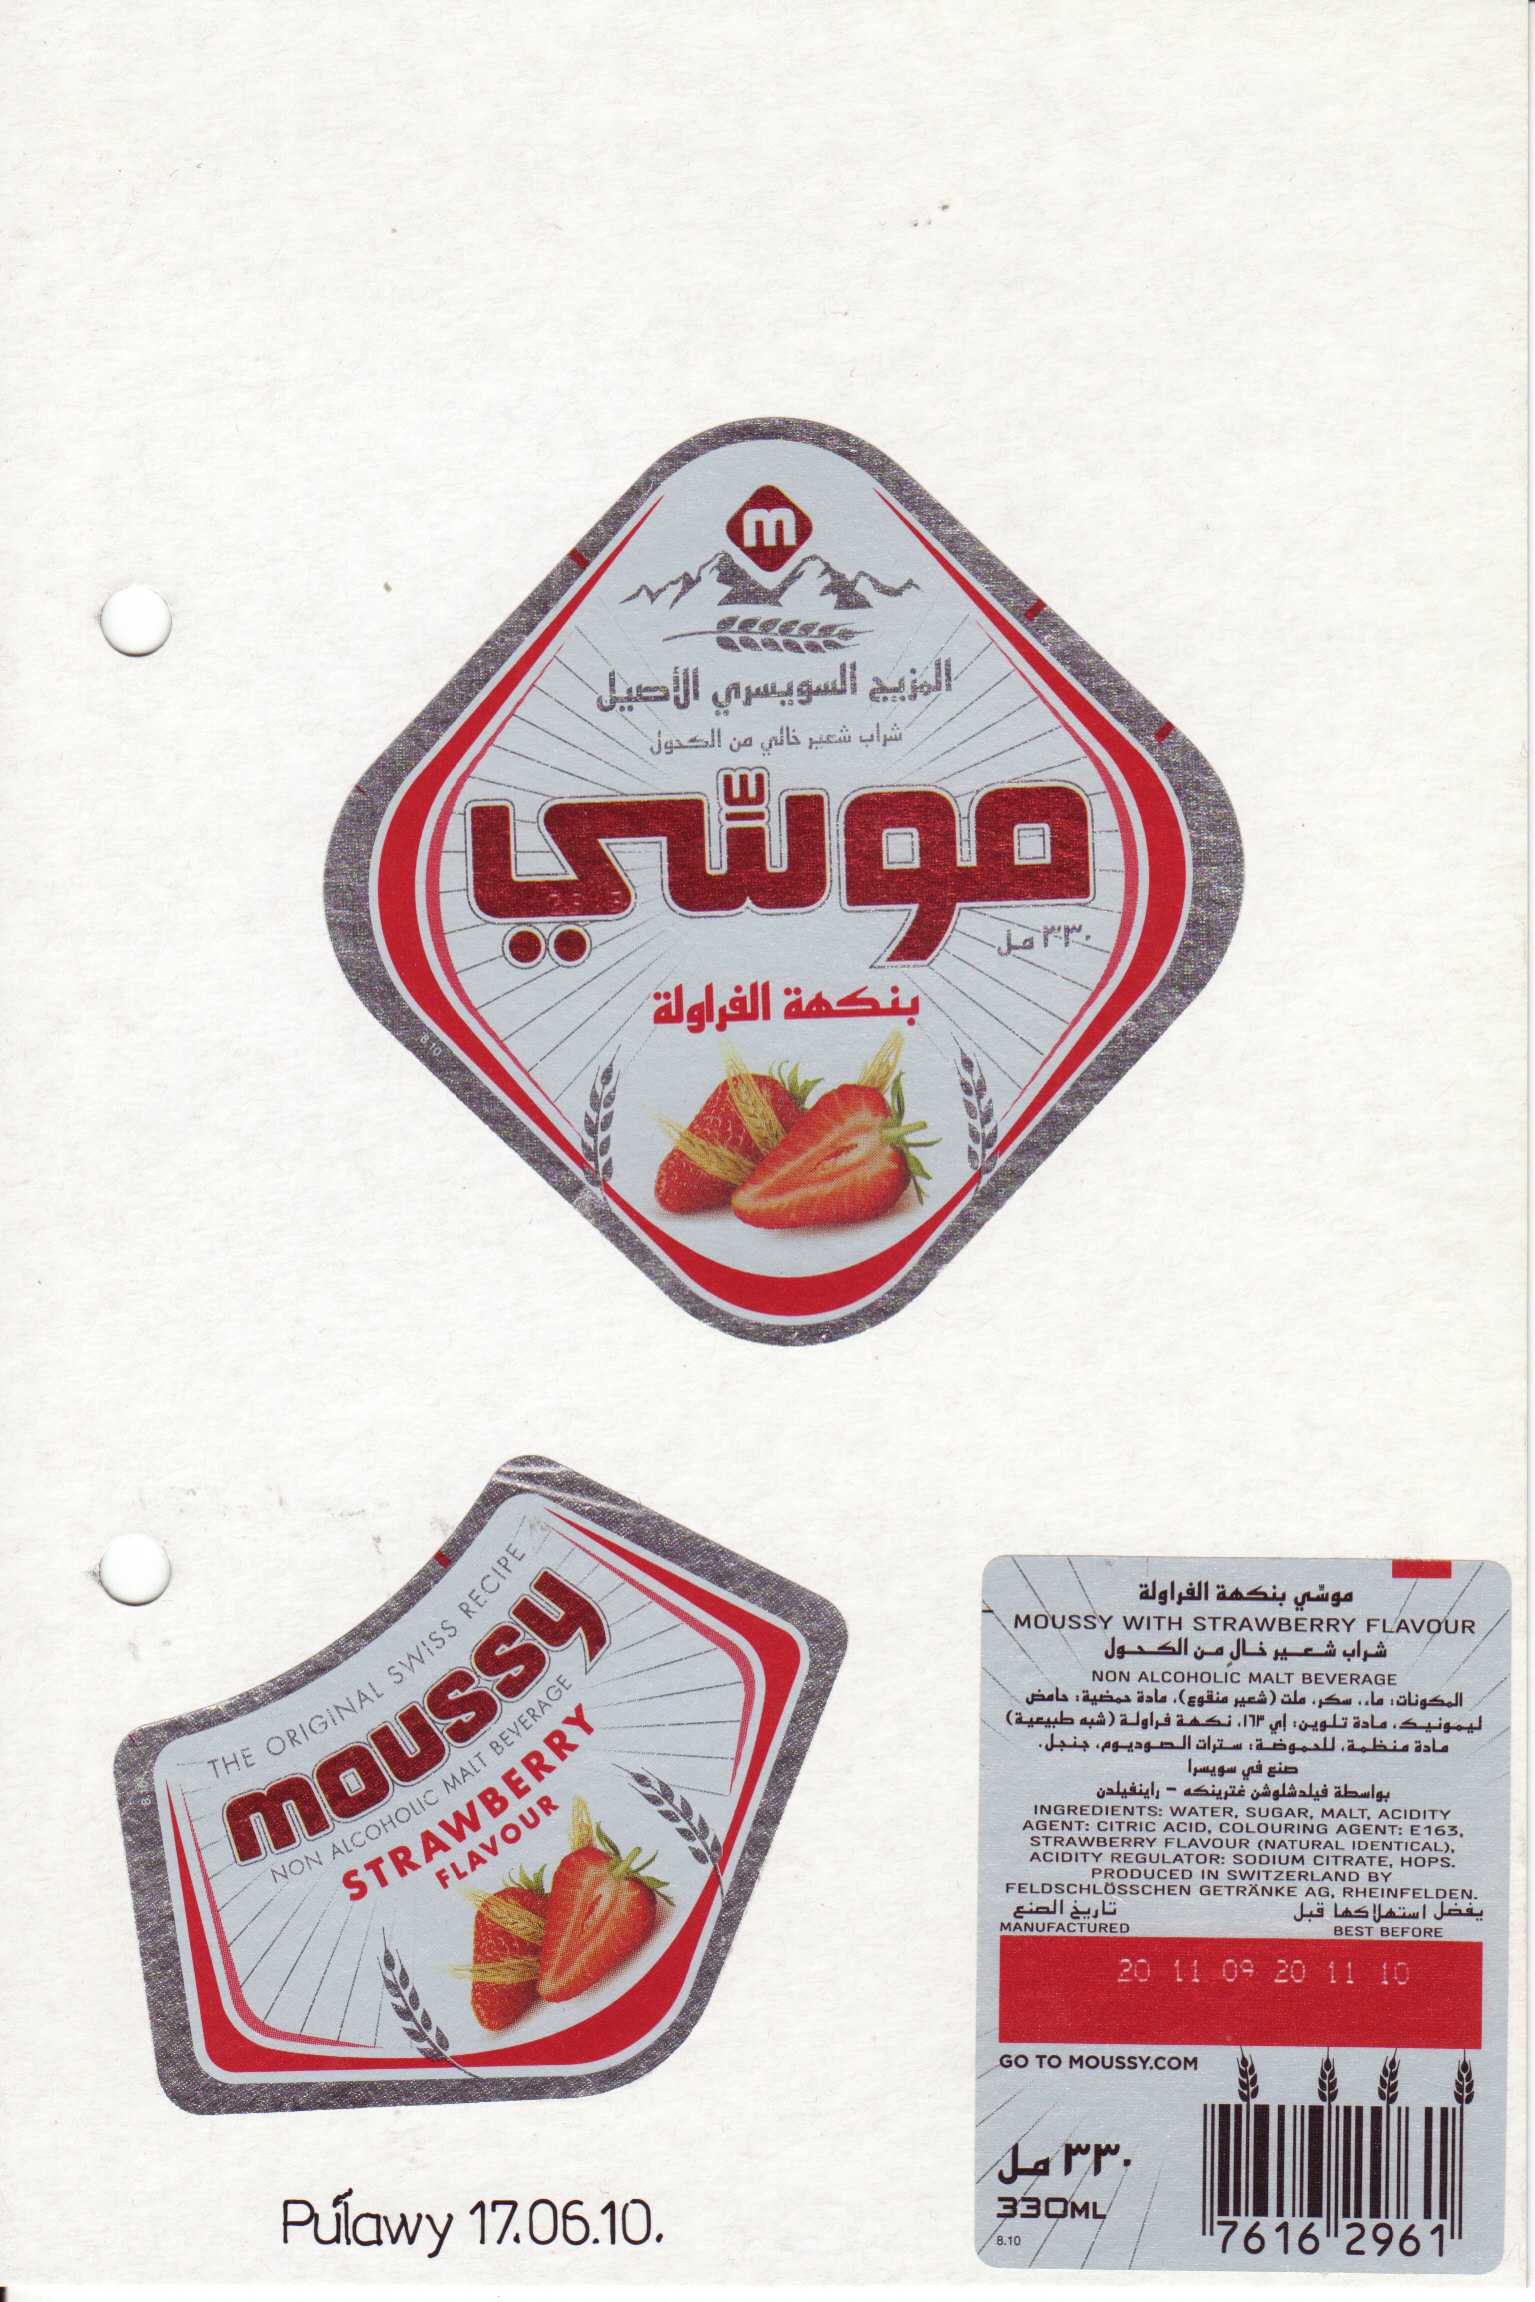 m
المزيج السويسري الأصيل
شراب شعير خالي من الكحول
موسّي
٣٣٠ مل
بنكهة الفراولة
8.10
THE ORIGINAL SWISS RECIPE
moussy
NON ALCOHOLIC MALT BEVERAGE
STRAWBERRY
FLAVOUR
موسّي بنكهة الفراولة
MOUSSY WITH STRAWBERRY FLAVOUR
شراب شعير خالٍ من الكحول
NON ALCOHOLIC MALT BEVERAGE
المكونات: ماء، سكر، ملت (شعير منقوع)، مادة حمضية: حامض
ليمونيك، مادة تلوين: إي ١٦٣، نكهة فراولة (شبه طبيعية)
مادة منظمة، للحموضة: سترات الصوديوم، جنجل.
صنع في سويسرا
بواسطة فيلدشلوشن غترينكه – راينفيلدن
INGREDIENTS: WATER, SUGAR, MALT, ACIDITY
AGENT: CITRIC ACID, COLOURING AGENT: E163,
STRAWBERRY FLAVOUR (NATURAL IDENTICAL),
ACIDITY REGULATOR: SODIUM CITRATE, HOPS.
PRODUCED IN SWITZERLAND BY
FELDSCHLÖSSCHEN GETRÄNKE AG, RHEINFELDEN.
يفضل استهلاكها قبل تاريخ الصنع
MANUFACTURED BEST BEFORE
20 11 09 20 11 10
GO TO MOUSSY.COM
٣٣٠ مل
330ML
8.10
7616 2961
Puławy 17.06.10.